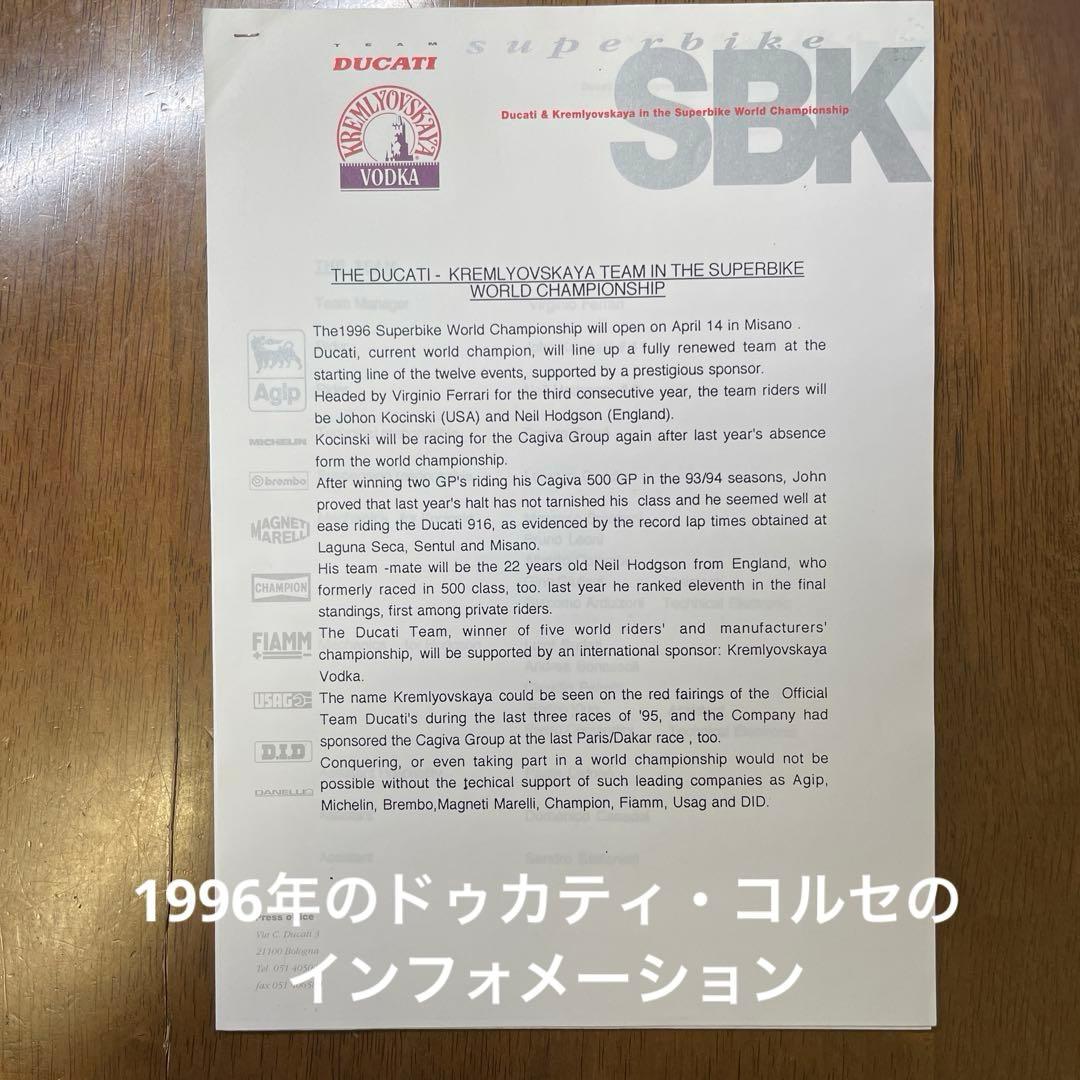 TEAM
superbike
DUCATI
SBK
KREMLYOVSKAYA
VODKA
Ducati & Kremlyovskaya in the Superbike World Championship
THE DUCATI - KREMLYOVSKAYA TEAM IN THE SUPERBIKE
WORLD CHAMPIONSHIP
The1996 Superbike World Championship will open on April 14 in Misano .
Ducati, current world champion, will line up a fully renewed team at the
starting line of the twelve events, supported by a prestigious sponsor.
Headed by Virginio Ferrari for the third consecutive year, the team riders will
be Johon Kocinski (USA) and Neil Hodgson (England).
Kocinski will be racing for the Cagiva Group again after last year's absence
form the world championship.
After winning two GP's riding his Cagiva 500 GP in the 93/94 seasons, John
proved that last year's halt has not tarnished his class and he seemed well at
ease riding the Ducati 916, as evidenced by the record lap times obtained at
Laguna Seca, Sentul and Misano.
His team -mate will be the 22 years old Neil Hodgson from England, who
formerly raced in 500 class, too. last year he ranked eleventh in the final
standings, first among private riders.
The Ducati Team, winner of five world riders' and manufacturers'
championship, will be supported by an international sponsor: Kremlyovskaya
Vodka.
The name Kremlyovskaya could be seen on the red fairings of the Official
Team Ducati's during the last three races of '95, and the Company had
sponsored the Cagiva Group at the last Paris/Dakar race , too.
Conquering, or even taking part in a world championship would not be
possible without the techical support of such leading companies as Agip,
Michelin, Brembo,Magneti Marelli, Champion, Fiamm, Usag and DID.
Agip
MICHELIN
brembo
MAGNETI
MARELLI
CHAMPION
FIAMM
USAG
D.I.D
DANELLI
Press office
Via C. Ducati 3
21100 Bologna
Tel 051 405
fax 051
1996年のドゥカティ・コルセの
インフォメーション